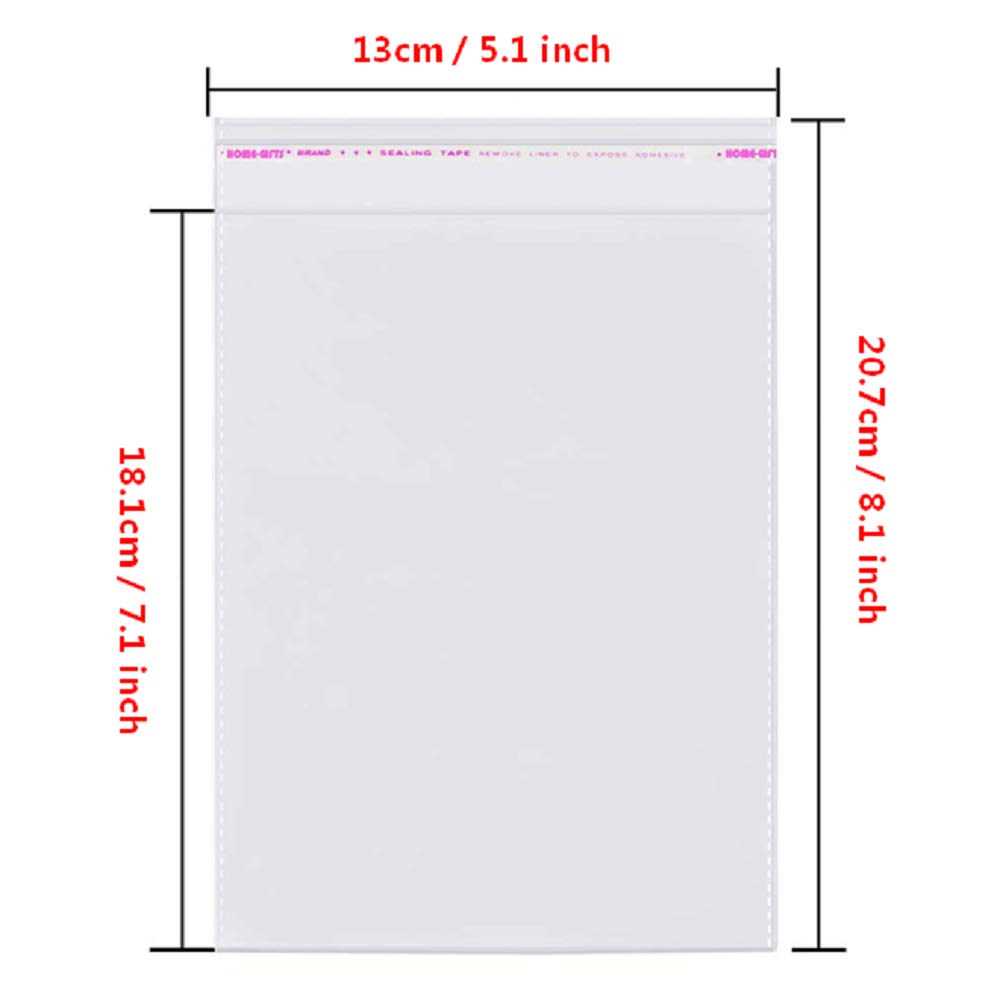 13cm / 5.1 inch
• HOME-GIFTS • BRAND • • • SEALING TAPE REMOVE LINER TO EXPOSE ADHESIVE • HOME-GIFT
20.7cm / 8.1 inch
18.1cm / 7.1 inch